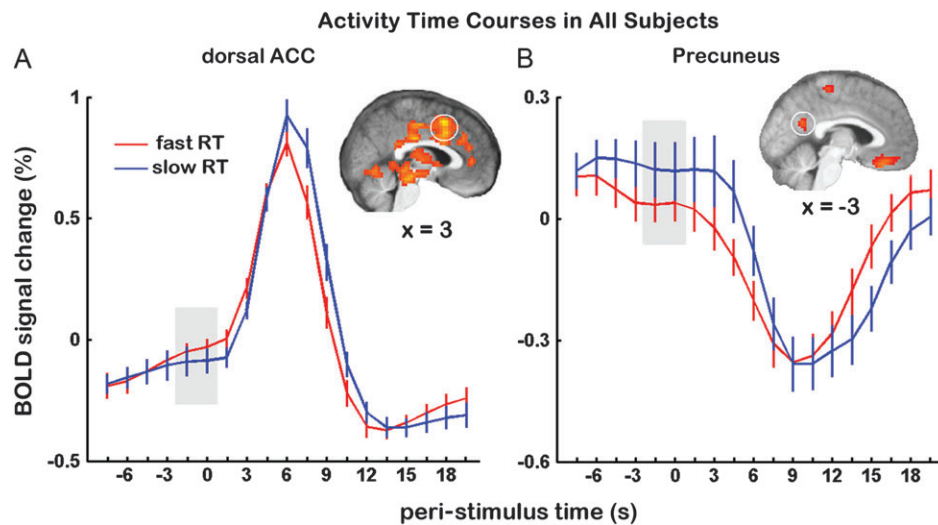 Activity Time Courses in All Subjects
A
dorsal ACC
B
Precuneus
BOLD signal change (%)
1
0.5
0
-0.5
fast RT
slow RT
x = 3
-6 -3 0 3 6 9 12 15 18
0.3
0
-0.3
-0.6
x = -3
-6 -3 0 3 6 9 12 15 18
peri-stimulus time (s)